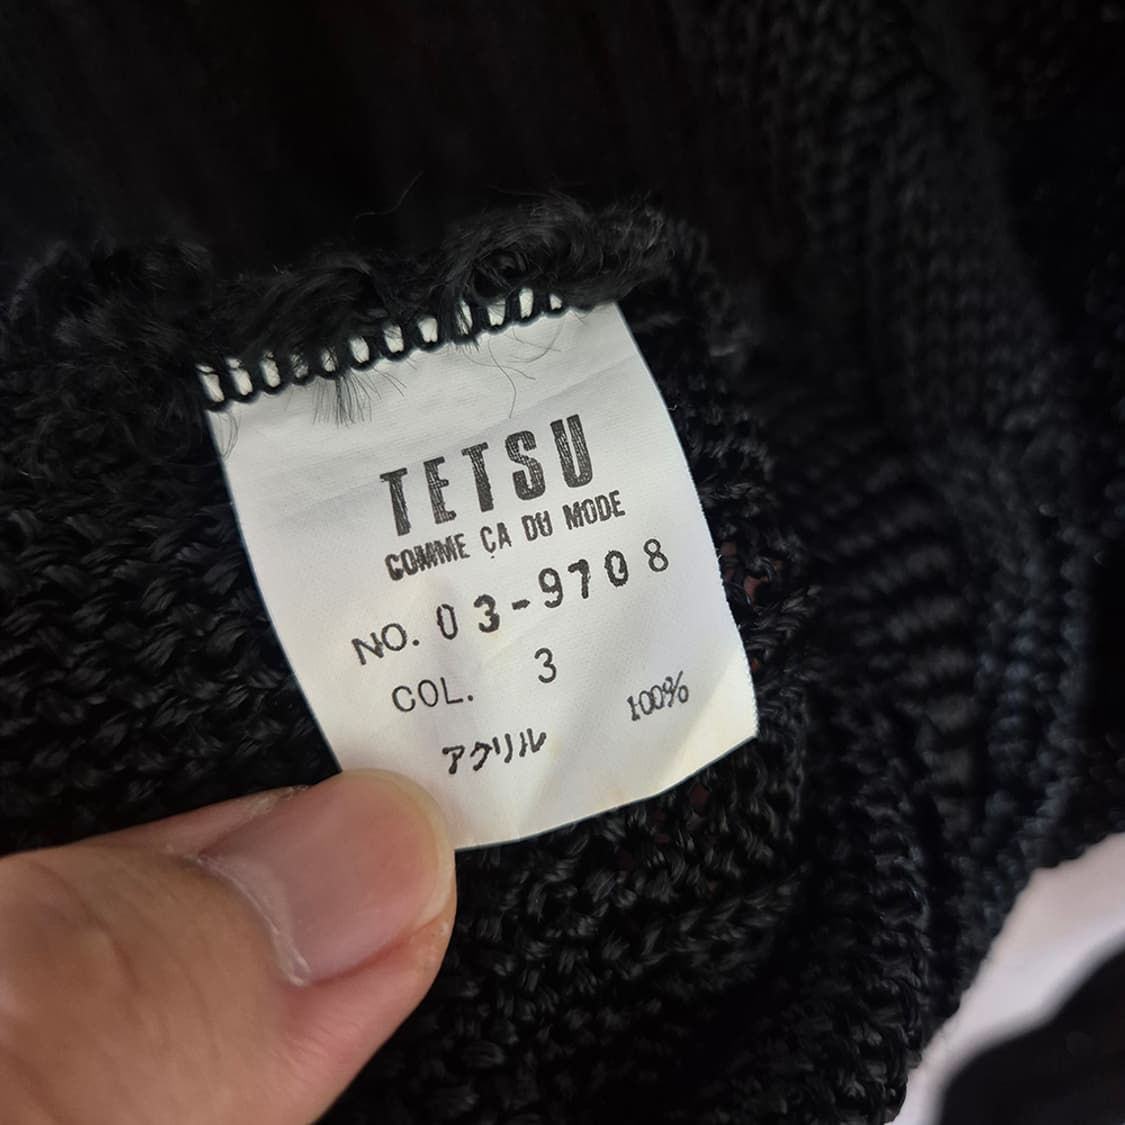 TETSU
COMME ÇA DU MODE
NO. 03-9708
COL. 3
アクリル 100%